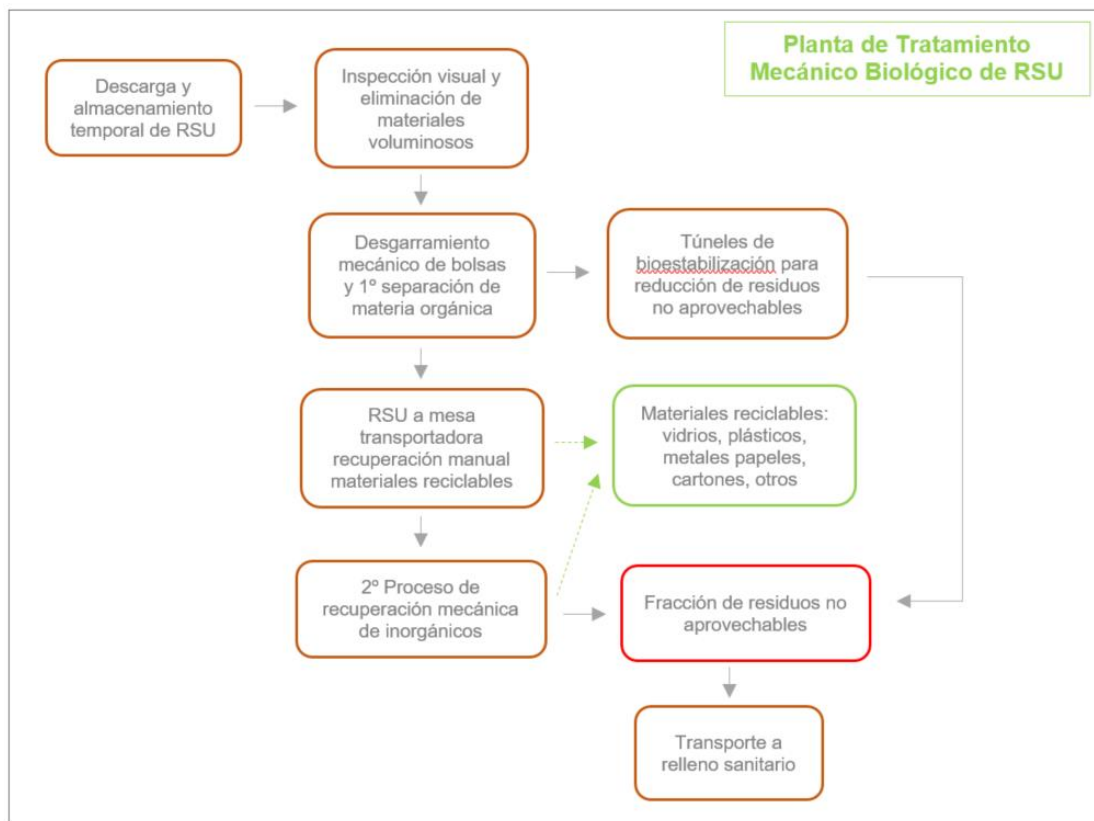 Planta de Tratamiento
Mecánico Biológico de RSU
Descarga y
almacenamiento
temporal de RSU
Inspección visual y
eliminación de
materiales
voluminosos
Desgarramiento
mecánico de bolsas
y 1º separación de
materia orgánica
Túneles de
bioestabilización para
reducción de residuos
no aprovechables
RSU a mesa
transportadora
recuperación manual
materiales reciclables
Materiales reciclables:
vidrios, plásticos,
metales papeles,
cartones, otros
2º Proceso de
recuperación mecánica
de inorgánicos
Fracción de residuos no
aprovechables
Transporte a
relleno sanitario